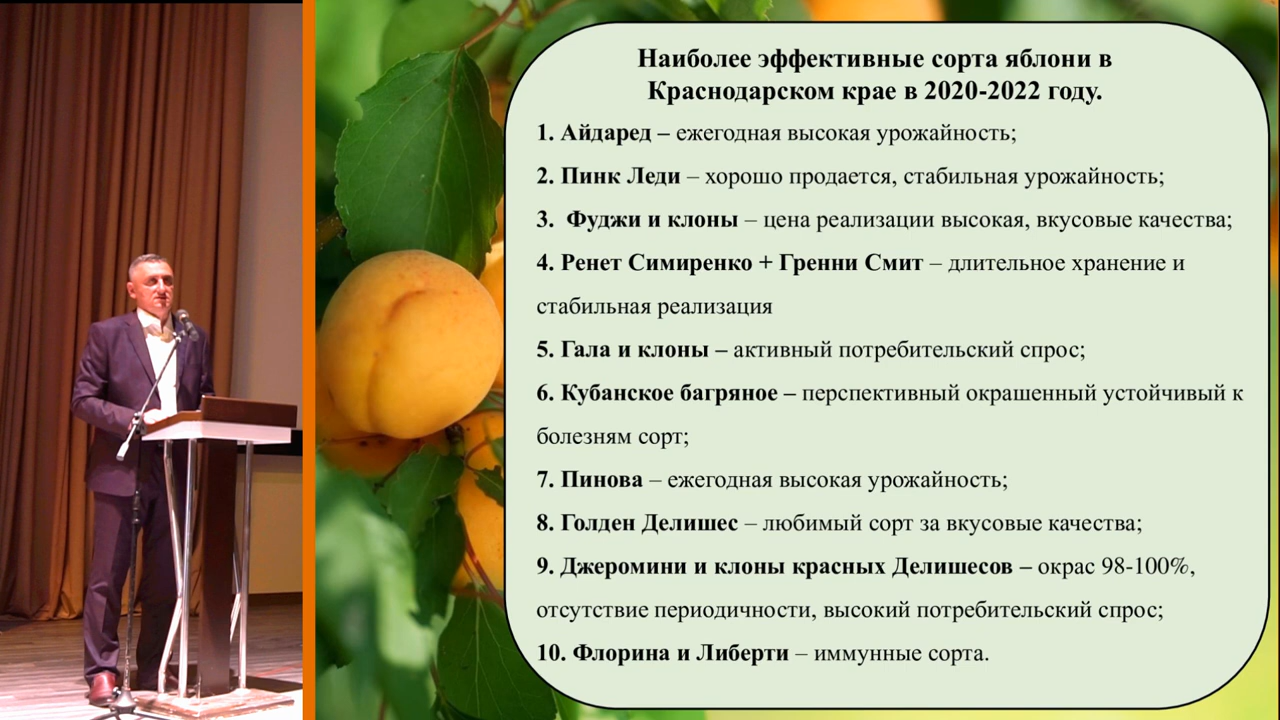 Наиболее эффективные сорта яблони в
Краснодарском крае в 2020-2022 году.
1. Айдаред – ежегодная высокая урожайность;
2. Пинк Леди – хорошо продается, стабильная урожайность;
3. Фуджи и клоны – цена реализации высокая, вкусовые качества;
4. Ренет Симиренко + Гренни Смит – длительное хранение и
стабильная реализация
5. Гала и клоны – активный потребительский спрос;
6. Кубанское багряное – перспективный окрашенный устойчивый к
болезням сорт;
7. Пинова – ежегодная высокая урожайность;
8. Голден Делишес – любимый сорт за вкусовые качества;
9. Джеромини и клоны красных Делишесов – окрас 98-100%,
отсутствие периодичности, высокий потребительский спрос;
10. Флорина и Либерти – иммунные сорта.